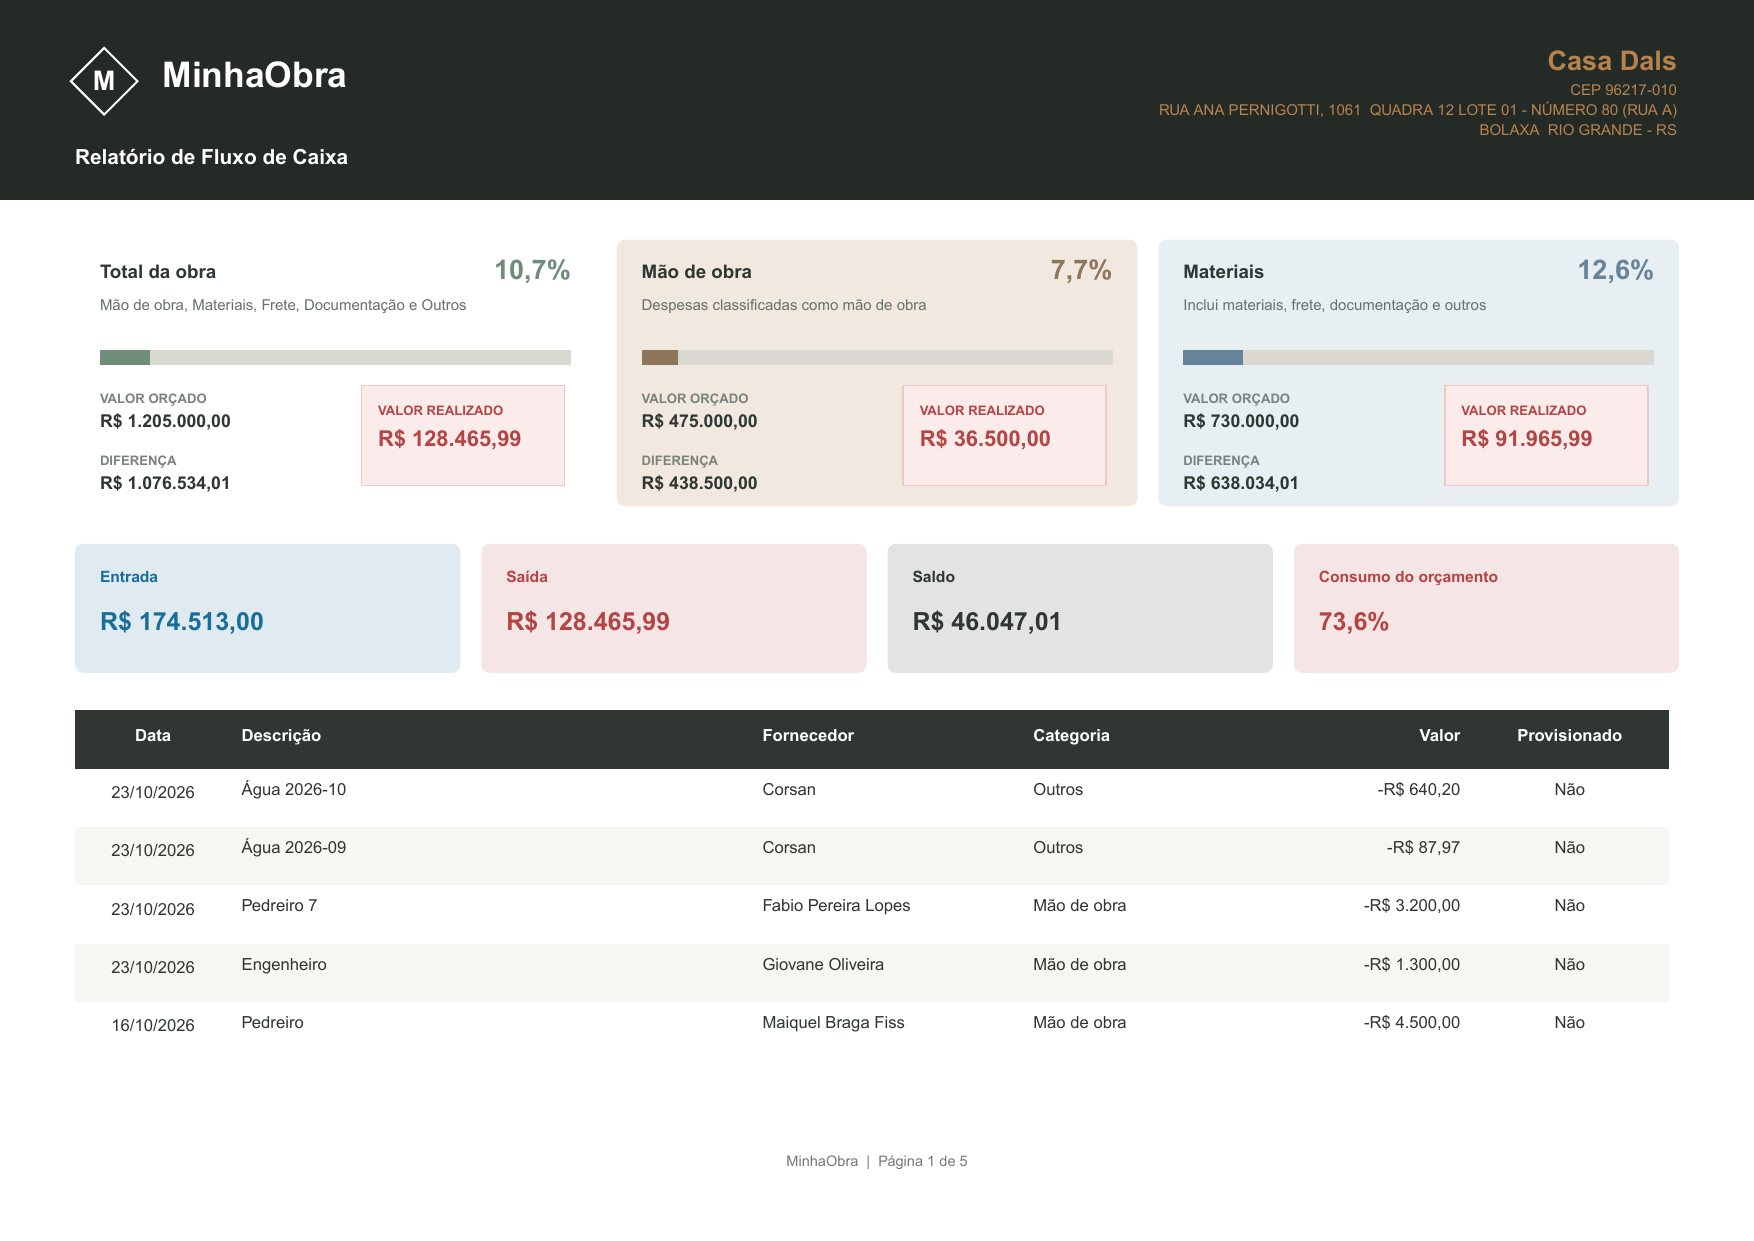 M
MinhaObra
Relatório de Fluxo de Caixa
Casa Dals
CEP 96217-010
RUA ANA PERNIGOTTI, 1061  QUADRA 12 LOTE 01 - NÚMERO 80 (RUA A)
BOLAXA  RIO GRANDE - RS
Total da obra 10,7%
Mão de obra, Materiais, Frete, Documentação e Outros
VALOR ORÇADO
R$ 1.205.000,00
DIFERENÇA
R$ 1.076.534,01
VALOR REALIZADO
R$ 128.465,99
Mão de obra 7,7%
Despesas classificadas como mão de obra
VALOR ORÇADO
R$ 475.000,00
DIFERENÇA
R$ 438.500,00
VALOR REALIZADO
R$ 36.500,00
Materiais 12,6%
Inclui materiais, frete, documentação e outros
VALOR ORÇADO
R$ 730.000,00
DIFERENÇA
R$ 638.034,01
VALOR REALIZADO
R$ 91.965,99
Entrada
R$ 174.513,00
Saída
R$ 128.465,99
Saldo
R$ 46.047,01
Consumo do orçamento
73,6%
Data Descrição Fornecedor Categoria Valor Provisionado
23/10/2026 Água 2026-10 Corsan Outros -R$ 640,20 Não
23/10/2026 Água 2026-09 Corsan Outros -R$ 87,97 Não
23/10/2026 Pedreiro 7 Fabio Pereira Lopes Mão de obra -R$ 3.200,00 Não
23/10/2026 Engenheiro Giovane Oliveira Mão de obra -R$ 1.300,00 Não
16/10/2026 Pedreiro Maiquel Braga Fiss Mão de obra -R$ 4.500,00 Não
MinhaObra | Página 1 de 5